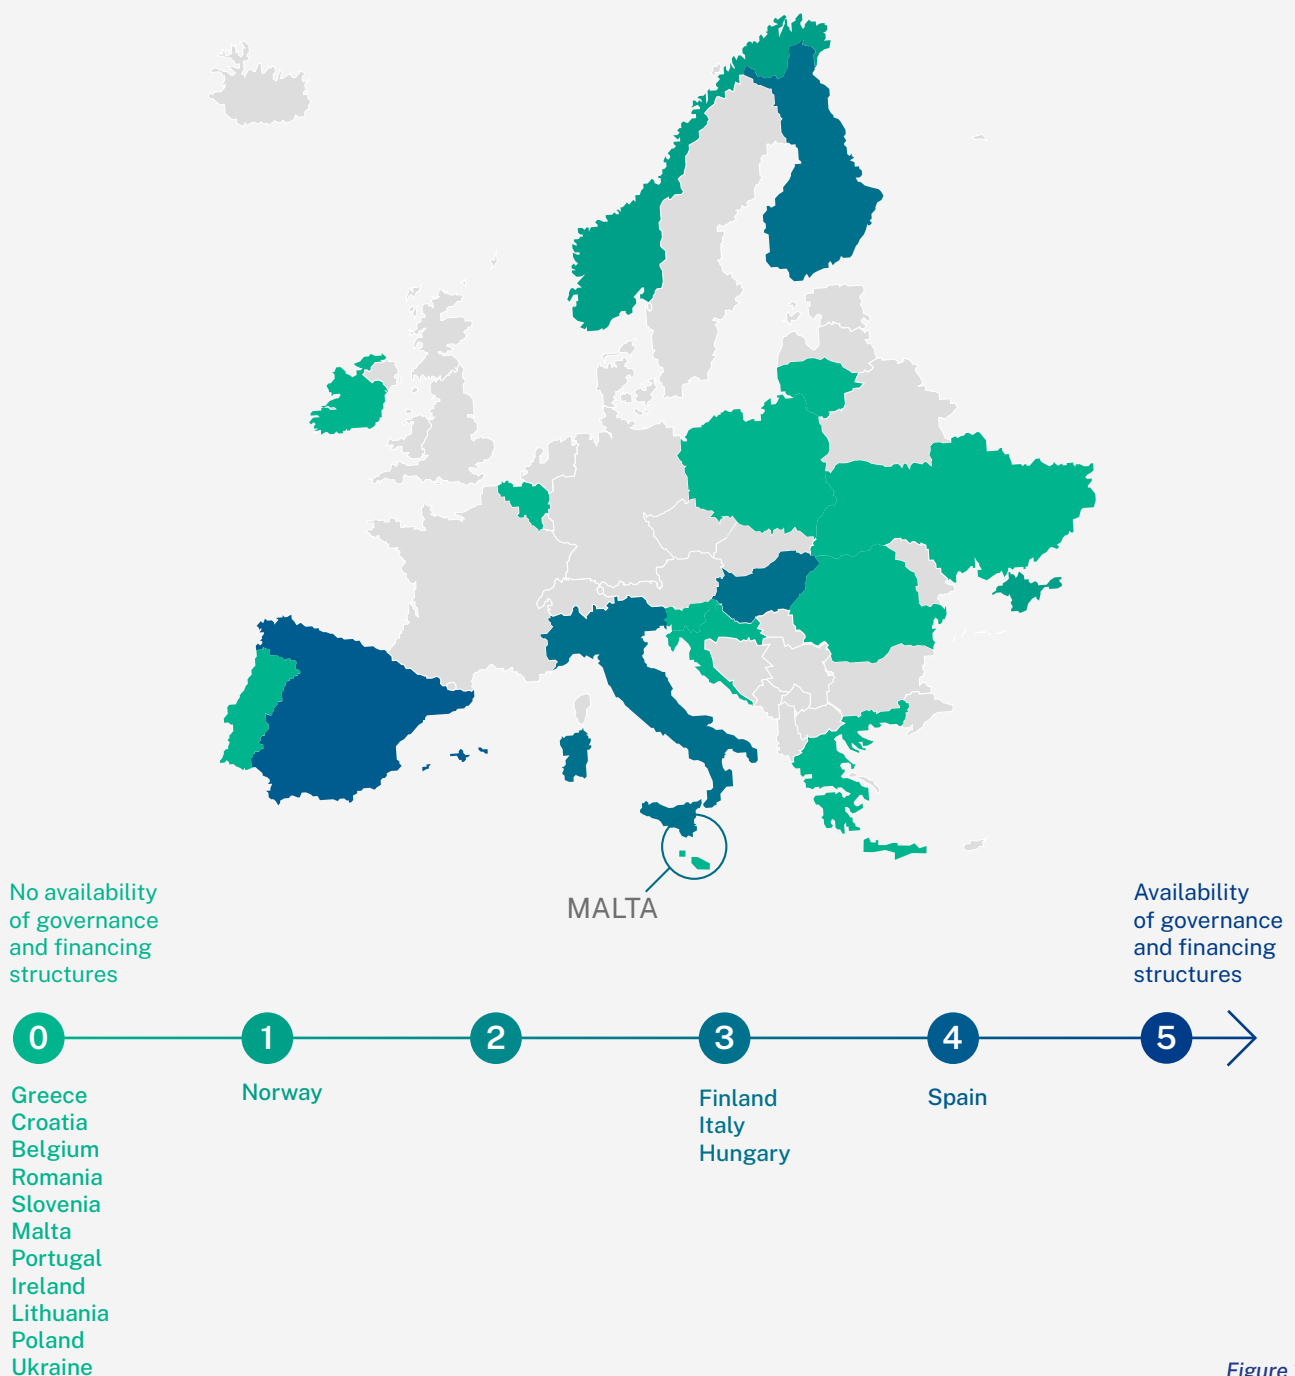 MALTA
No availability
of governance
and financing
structures
Availability
of governance
and financing
structures
0
1
2
3
4
5
Greece
Croatia
Belgium
Romania
Slovenia
Malta
Portugal
Ireland
Lithuania
Poland
Ukraine
Norway
Finland
Italy
Hungary
Spain
Figure